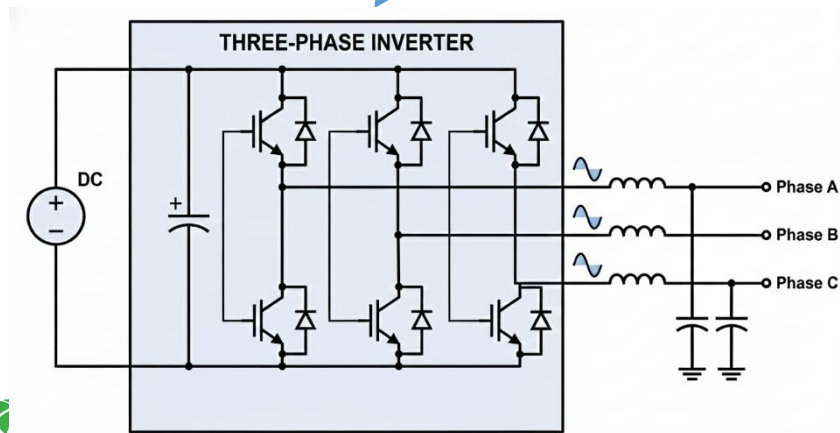 THREE-PHASE INVERTER
DC
+
−
+
Phase A
Phase B
Phase C